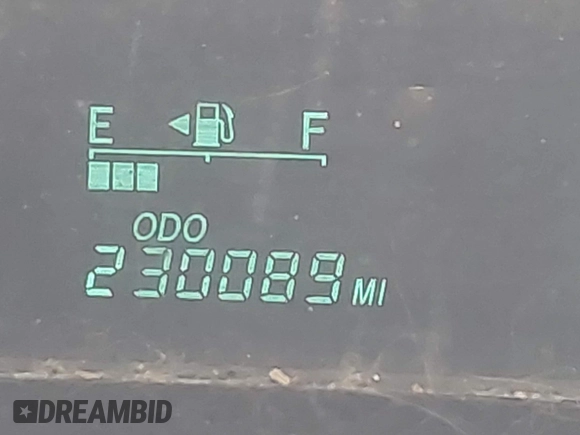 E F
ODO
230089 MI
DREAMBID